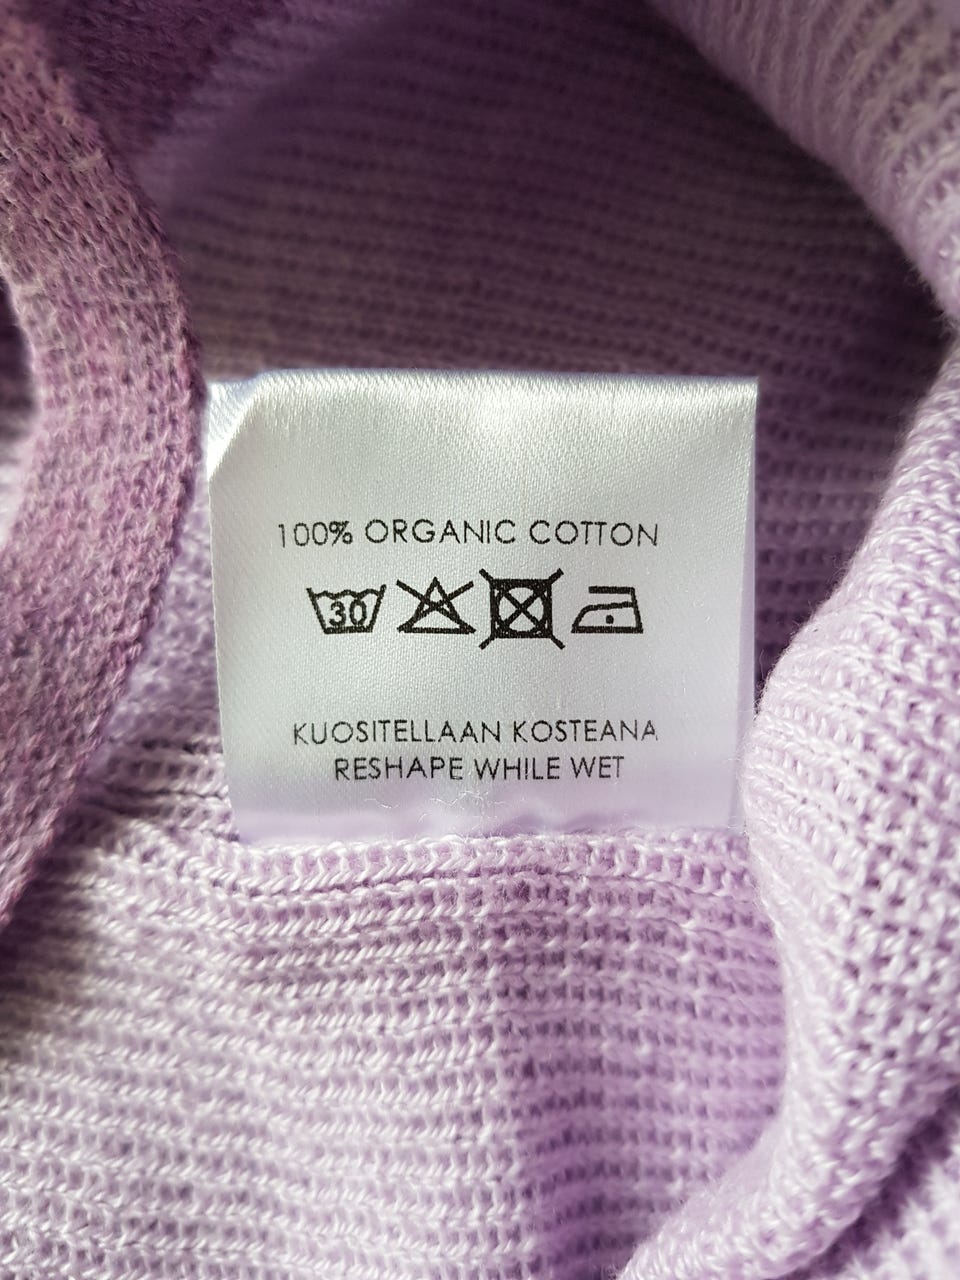 100% ORGANIC COTTON
30
KUOSITELLAAN KOSTEANA
RESHAPE WHILE WET